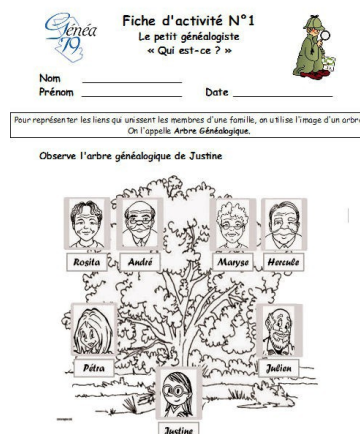 Généa
79
Fiche d'activité N°1
Le petit généalogiste
« Qui est-ce ? »
Nom
Prénom Date
Pour représenter les liens qui unissent les membres d'une famille, on utilise l'image d'un arbre
On l'appelle Arbre Généalogique.
Observe l'arbre généalogique de Justine
Rosita André Maryse Hercule
Pétra Julien
Justine